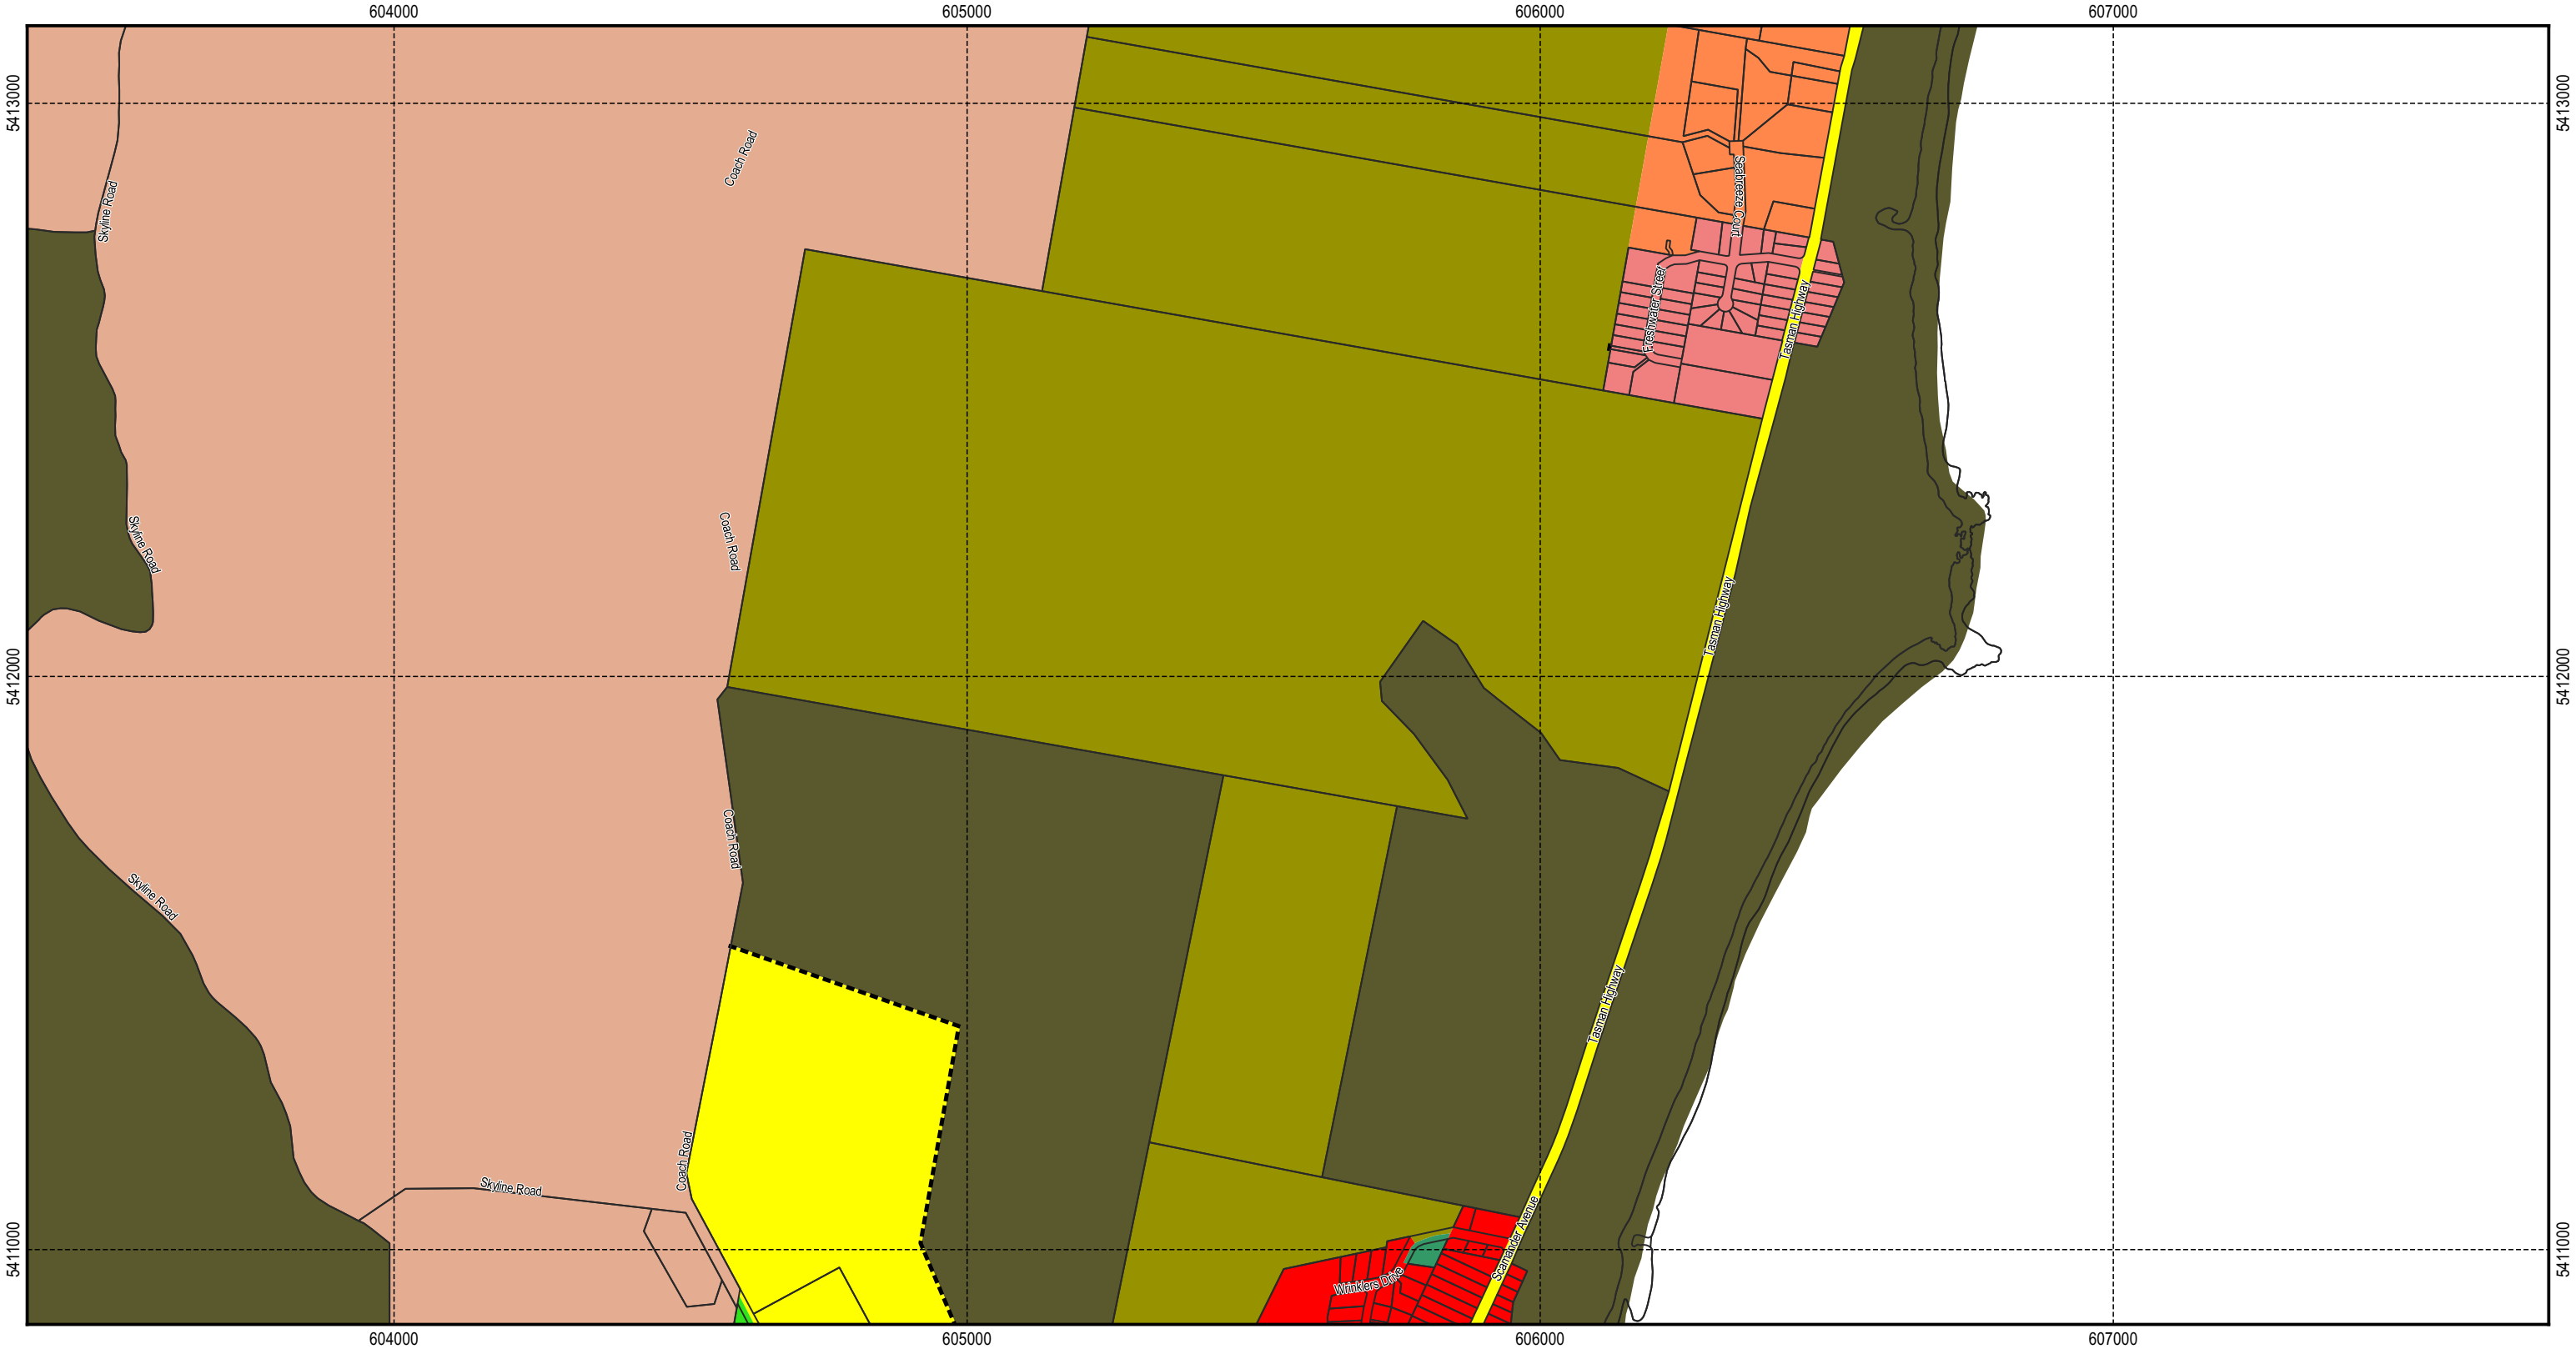 604000
605000
606000
607000
5413000
5413000
Coach Road
Seabreeze Court
Skyline Road
Freshwater Street
Tasman Highway
Skyline Road
Coach Road
Tasman Highway
5412000
5412000
Coach Road
Skyline Road
Tasman Highway
Coach Road
Skyline Road
Scamander Avenue
5411000
5411000
Wrinklers Drive
604000
605000
606000
607000